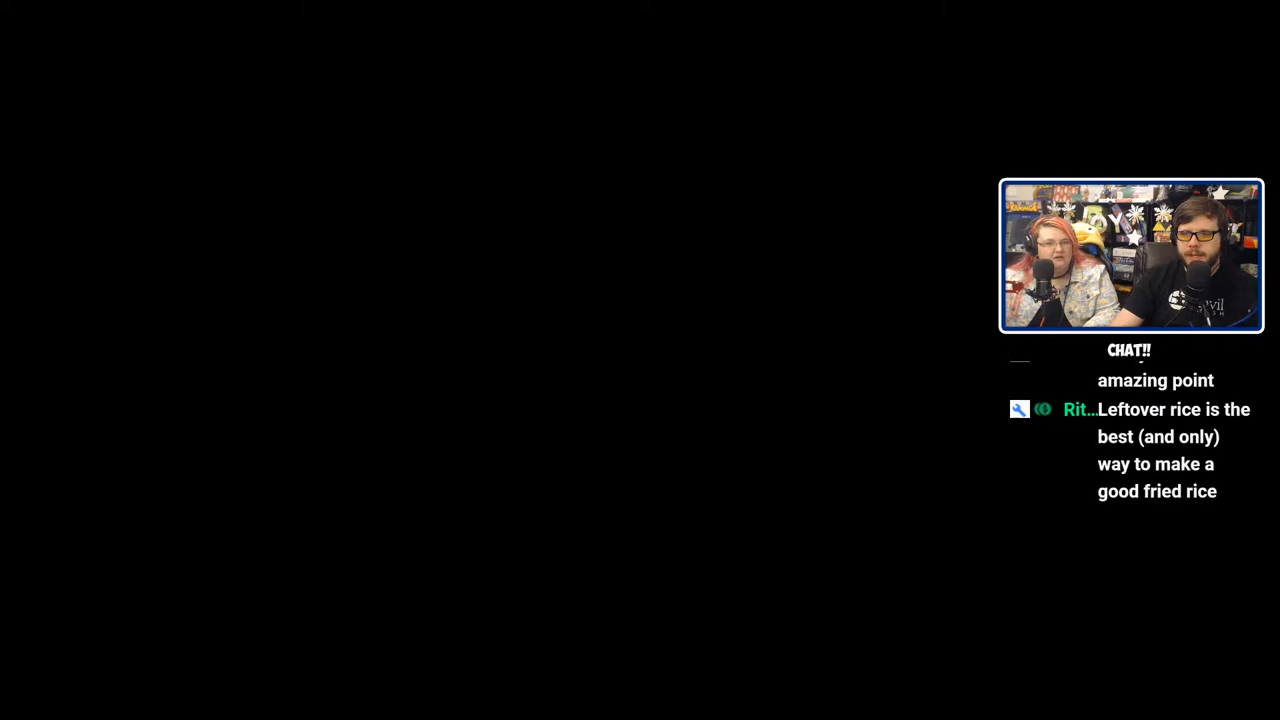 CHAT!!
amazing point
Rit...Leftover rice is the
best (and only)
way to make a
good fried rice